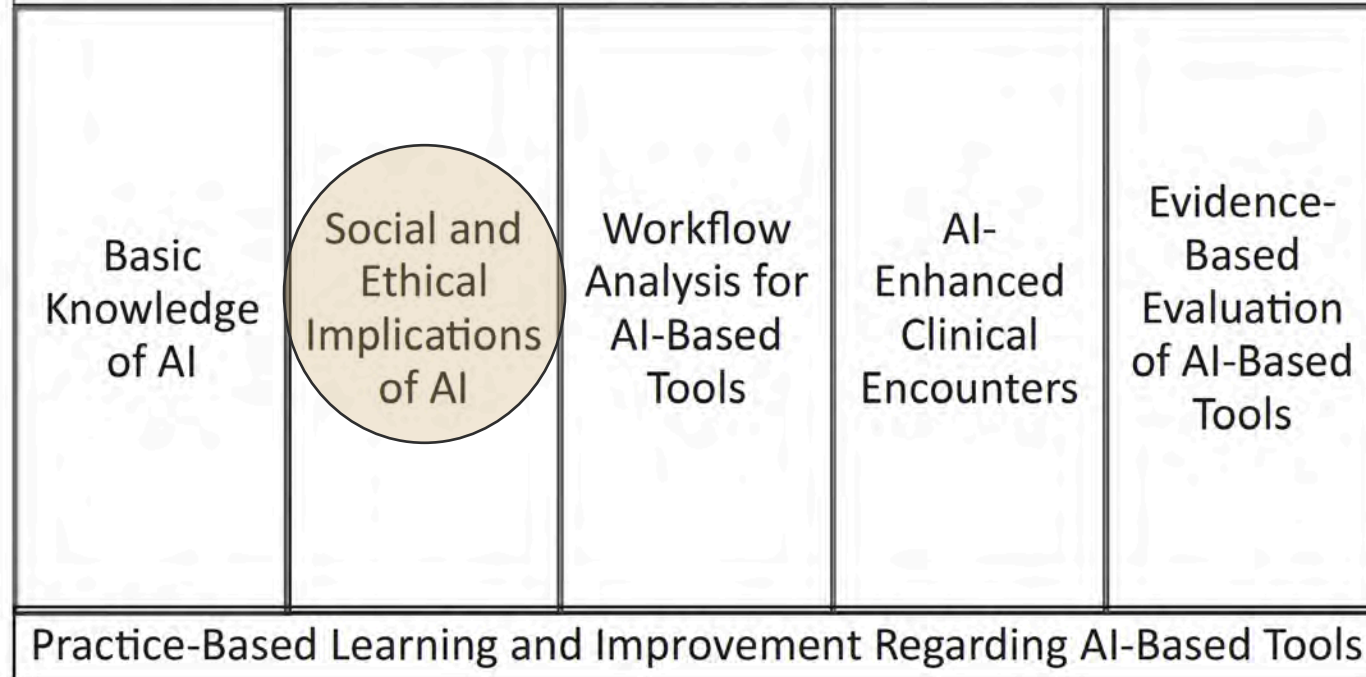 Basic
Knowledge
of AI
Social and
Ethical
Implications
of AI
Workflow
Analysis for
AI-Based
Tools
AI-
Enhanced
Clinical
Encounters
Evidence-
Based
Evaluation
of AI-Based
Tools
Practice-Based Learning and Improvement Regarding AI-Based Tools